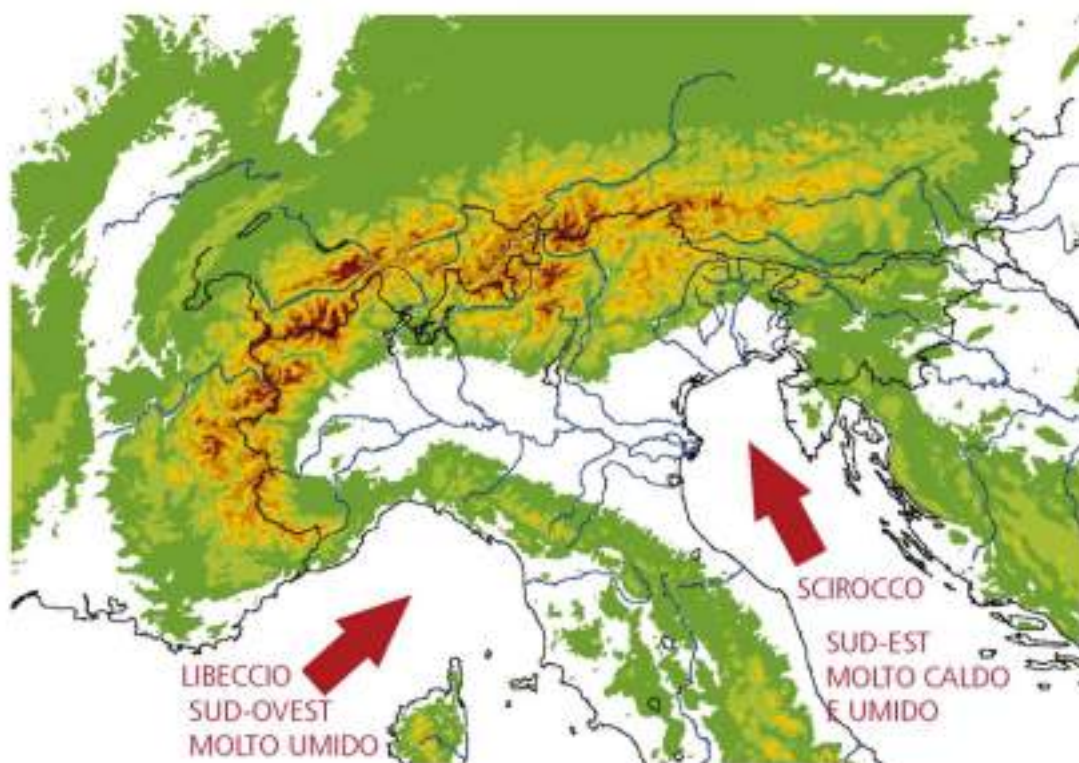 LIBECCIO
SUD-OVEST
MOLTO UMIDO
SCIROCCO
SUD-EST
MOLTO CALDO
E UMIDO